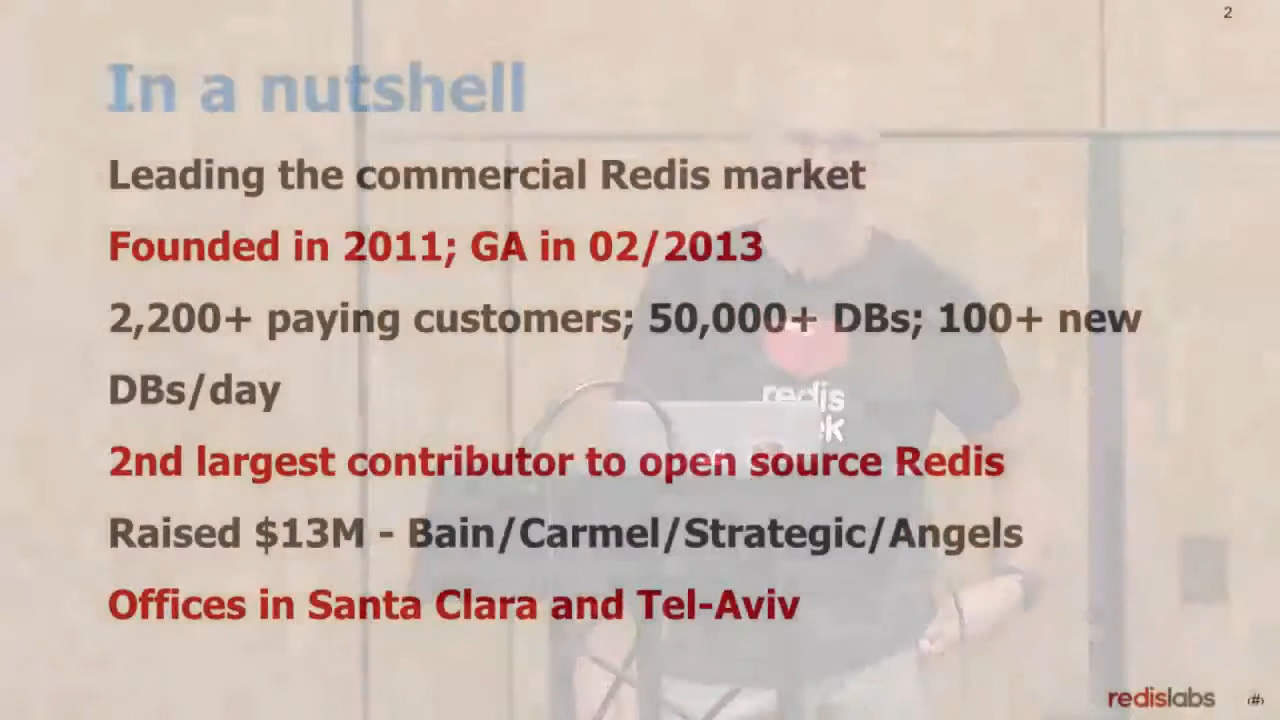 2
In a nutshell
Leading the commercial Redis market
Founded in 2011; GA in 02/2013
2,200+ paying customers; 50,000+ DBs; 100+ new
DBs/day
redis
2nd largest contributor to open source Redis
Raised $13M - Bain/Carmel/Strategic/Angels
Offices in Santa Clara and Tel-Aviv
redislabs
‹#›